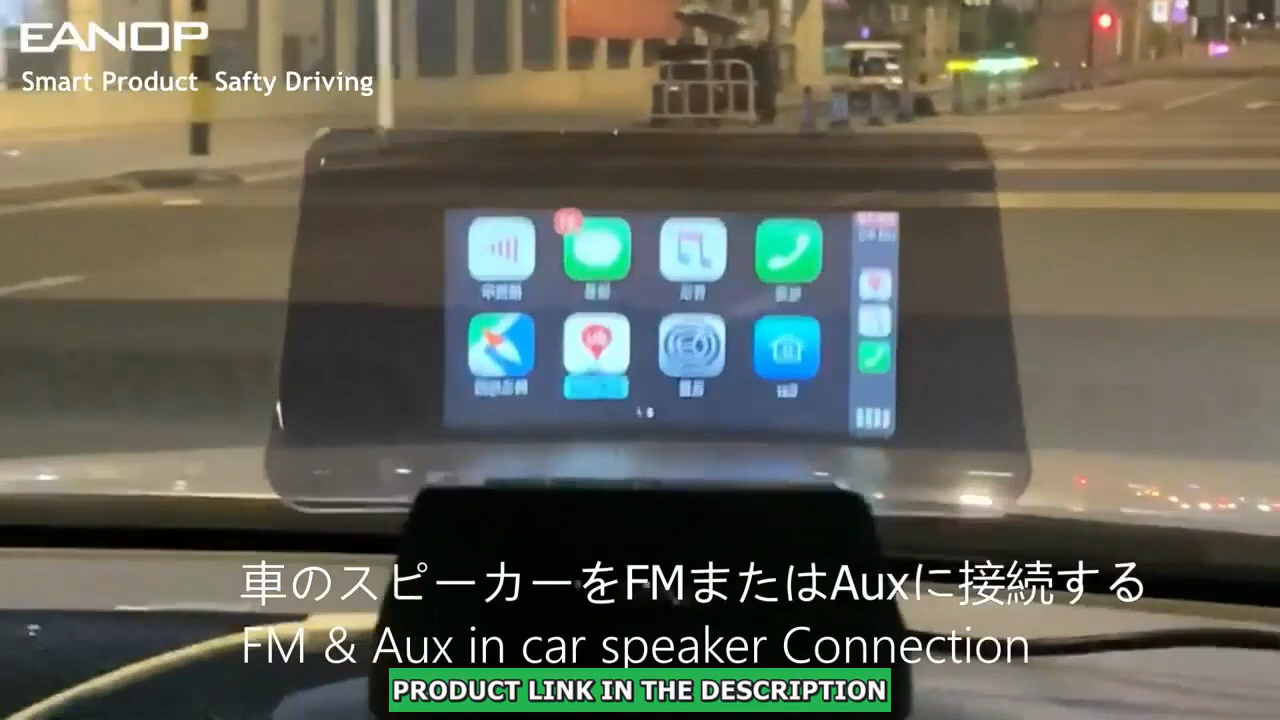 EANOP
Smart Product Safty Driving
車のスピーカーをFMまたはAuxに接続する
FM & Aux in car speaker Connection
PRODUCT LINK IN THE DESCRIPTION